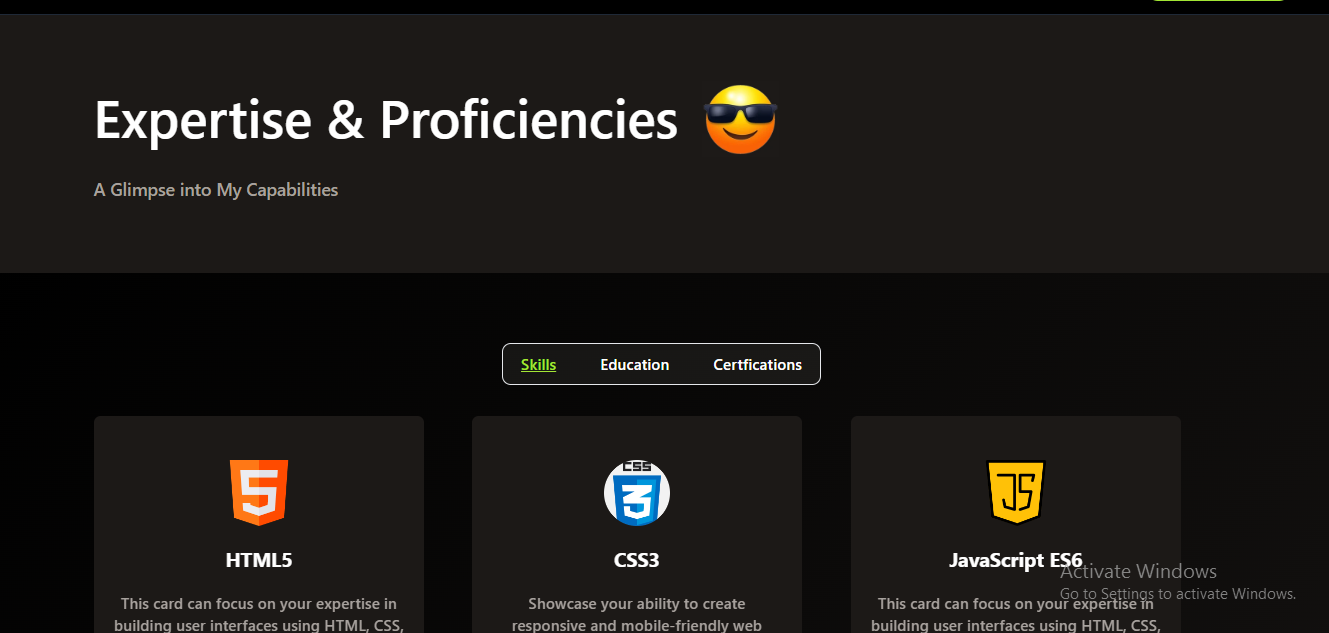 Expertise & Proficiencies
A Glimpse into My Capabilities
Skills Education Certfications
CSS
HTML5 CSS3 JavaScript ES6
This card can focus on your expertise in
building user interfaces using HTML, CSS,
Showcase your ability to create
responsive and mobile-friendly web
This card can focus on your expertise in
building user interfaces using HTML, CSS,
Activate Windows
Go to Settings to activate Windows.